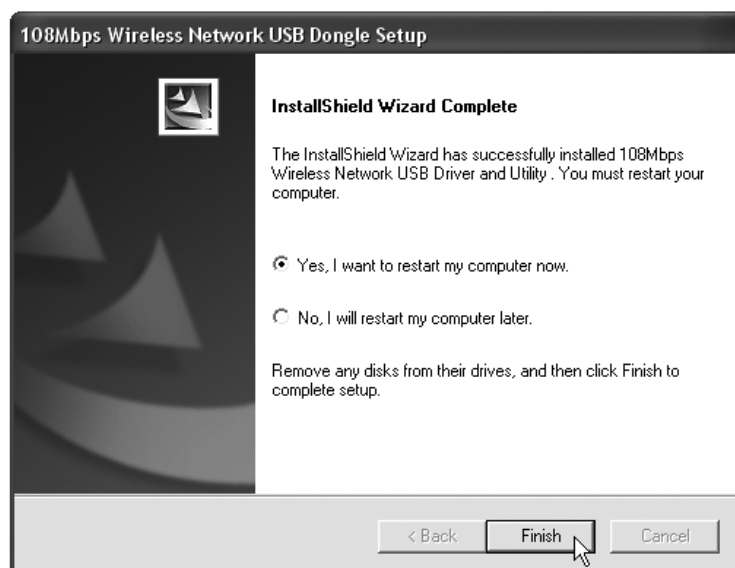 108Mbps Wireless Network USB Dongle Setup
InstallShield Wizard Complete
The InstallShield Wizard has successfully installed 108Mbps
Wireless Network USB Driver and Utility . You must restart your
computer.
Yes, I want to restart my computer now.
No, I will restart my computer later.
Remove any disks from their drives, and then click Finish to
complete setup.
< Back Finish Cancel